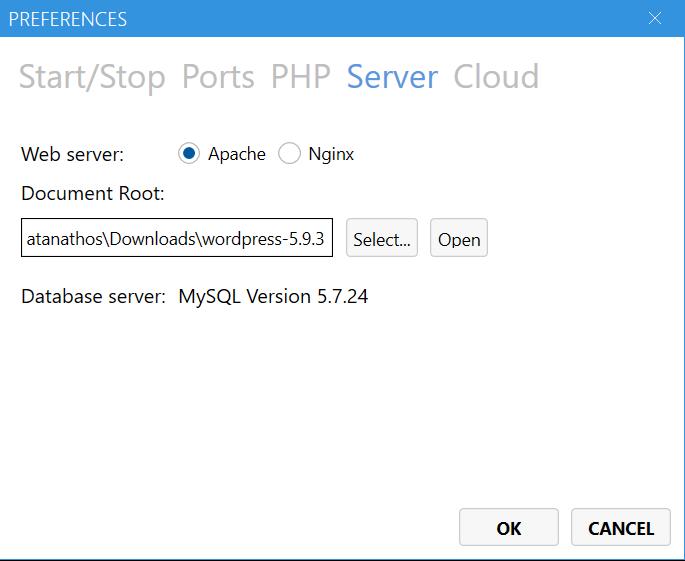 PREFERENCES
Start/Stop Ports PHP Server Cloud
Web server: Apache Nginx
Document Root:
atanathos\Downloads\wordpress-5.9.3 Select... Open
Database server: MySQL Version 5.7.24
OK CANCEL